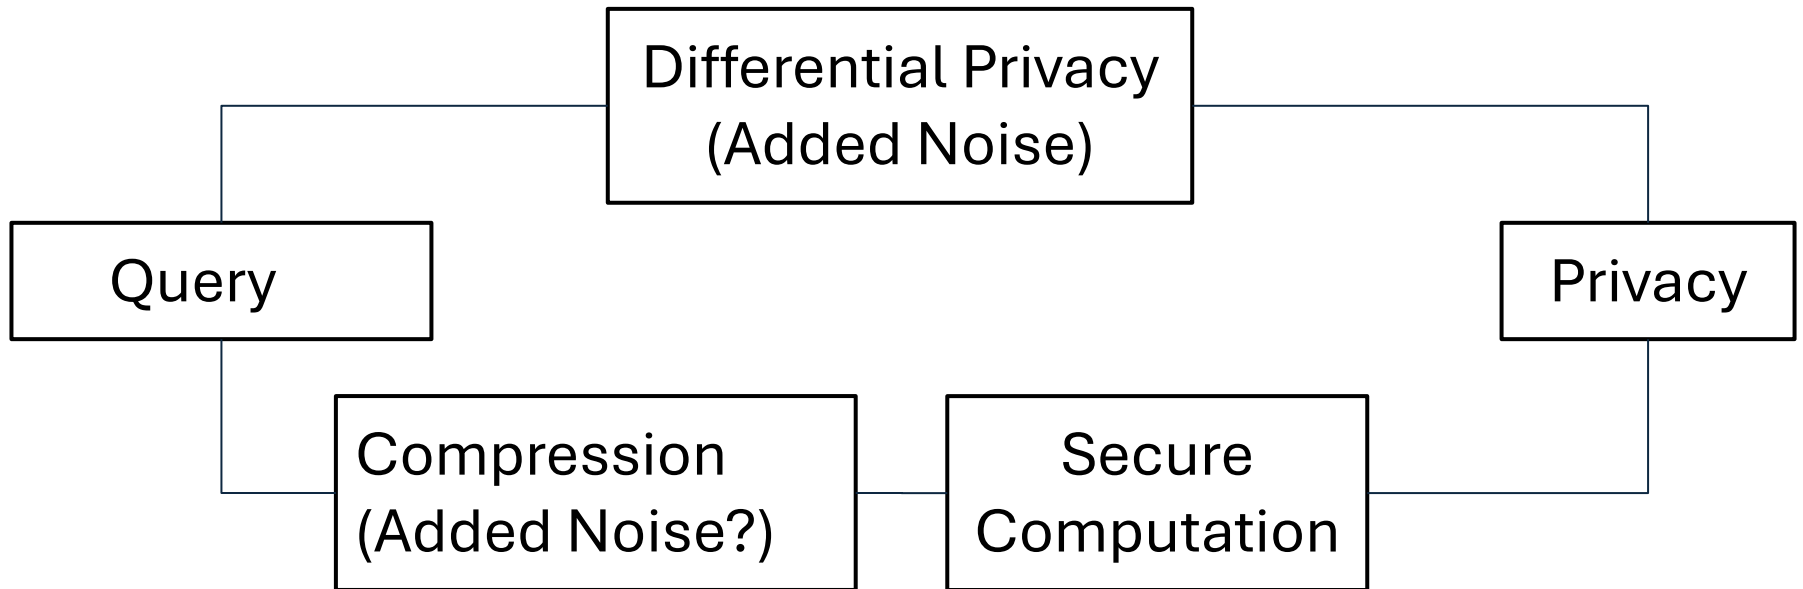 Differential Privacy
(Added Noise)
Query
Privacy
Compression
(Added Noise?)
Secure
Computation